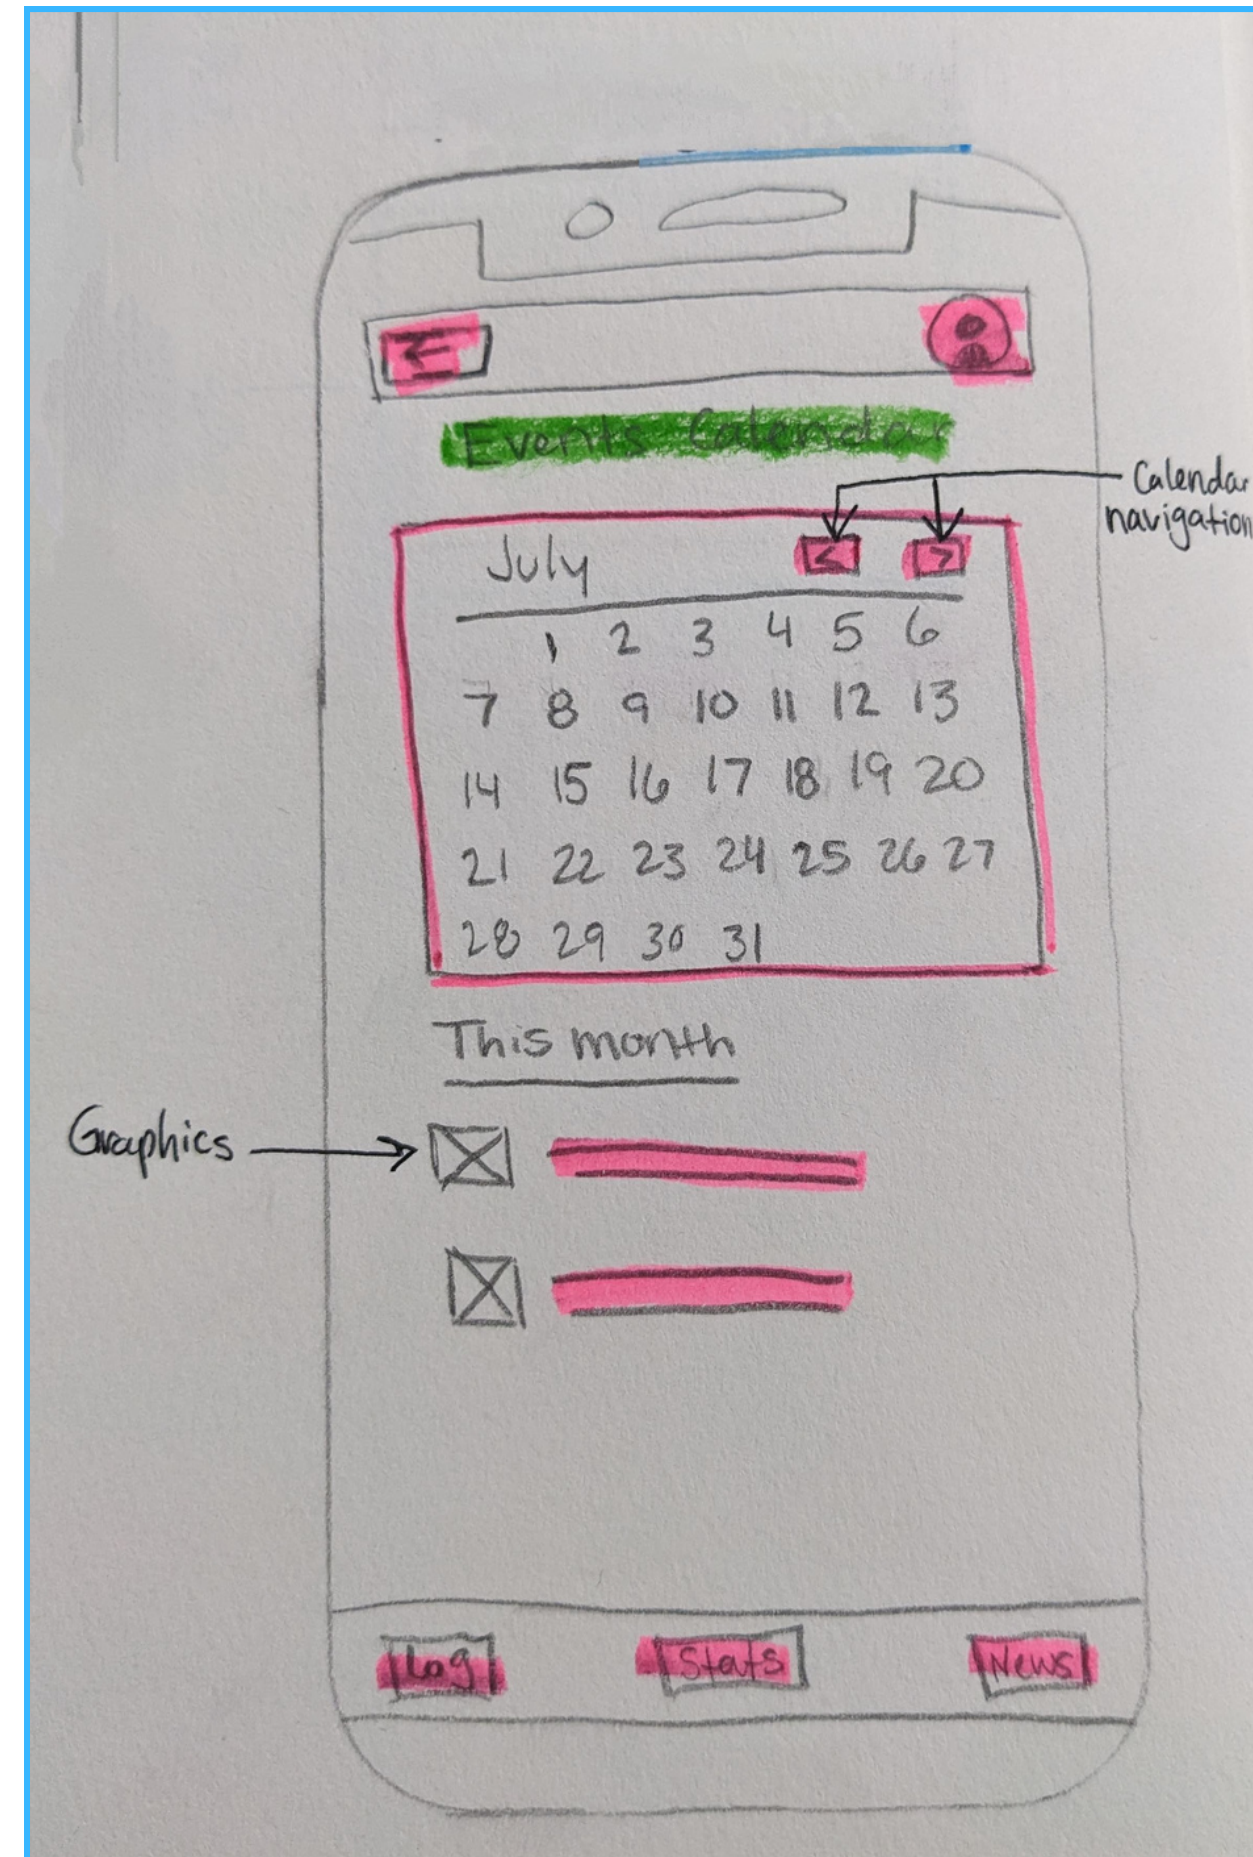 Events Calendar
Calendar
navigation
July < >
1 2 3 4 5 6
7 8 9 10 11 12 13
14 15 16 17 18 19 20
21 22 23 24 25 26 27
28 29 30 31
This month
Graphics
Log Stats News